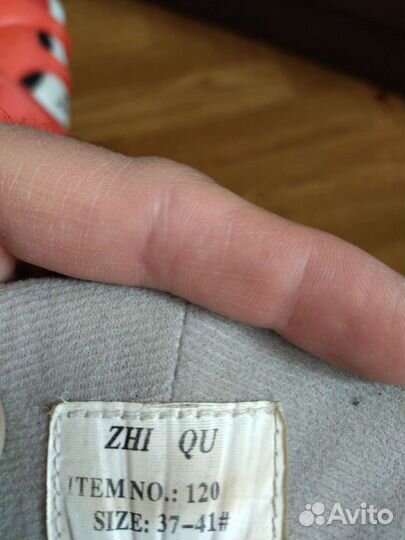 ZHI QU
ITEM NO.: 120
SIZE: 37-41#
Avito